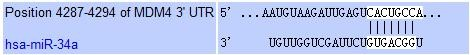 Position 4287-4294 of MDM4 3' UTR 5' ...AAUGUAAGAUUGAGUCACUGCCA...
hsa-miR-34a 3' UGUUGGUCGAUUCUGUGACGGU